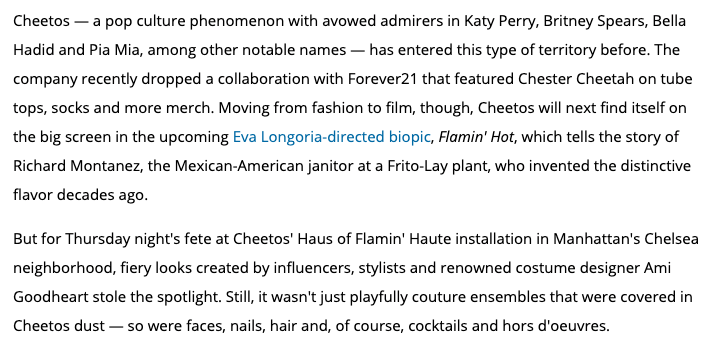 Cheetos — a pop culture phenomenon with avowed admirers in Katy Perry, Britney Spears, Bella
Hadid and Pia Mia, among other notable names — has entered this type of territory before. The
company recently dropped a collaboration with Forever21 that featured Chester Cheetah on tube
tops, socks and more merch. Moving from fashion to film, though, Cheetos will next find itself on
the big screen in the upcoming Eva Longoria-directed biopic, Flamin' Hot, which tells the story of
Richard Montanez, the Mexican-American janitor at a Frito-Lay plant, who invented the distinctive
flavor decades ago.
But for Thursday night's fete at Cheetos' Haus of Flamin' Haute installation in Manhattan's Chelsea
neighborhood, fiery looks created by influencers, stylists and renowned costume designer Ami
Goodheart stole the spotlight. Still, it wasn't just playfully couture ensembles that were covered in
Cheetos dust — so were faces, nails, hair and, of course, cocktails and hors d'oeuvres.